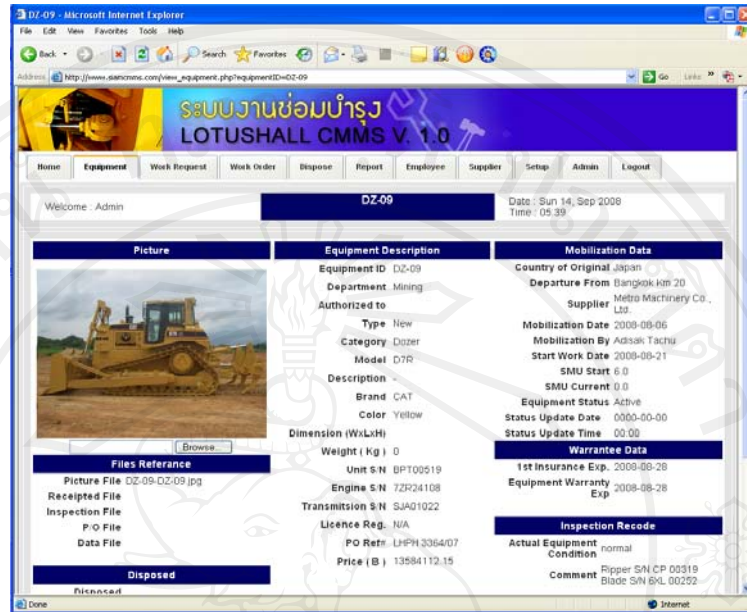 DZ-09 - Microsoft Internet Explorer
File Edit View Favorites Tools Help
Back Search Favorites
Address http://www.siamcmms.com/view_equipment.php?equipmentID=DZ-09 Go Links »
ระบบงานซ่อมบำรุง
LOTUSHALL CMMS V. 1.0
Home Equipment Work Request Work Order Dispose Report Employee Supplier Setup Admin Logout
Welcome : Admin
DZ-09
Date : Sun 14, Sep 2008
Time : 05:39
Picture
Browse...
Files Referance
Picture File DZ-09-DZ-09.jpg
Receipted File
Inspection File
P/O File
Data File
Disposed
Disposed
Equipment Description
Equipment ID DZ-09
Department Mining
Authorized to
Type New
Category Dozer
Model D7R
Description -
Brand CAT
Color Yellow
Dimension (WxLxH)
Weight ( Kg ) 0
Unit S/N BPT00519
Engine S/N 7ZR24108
Transmitsion S/N SJA01022
Licence Reg. N/A
PO Ref# LHPH 3364/07
Price ( B ) 13584112.15
Mobilization Data
Country of Original Japan
Departure From Bangkok Km 20
Supplier Metro Machinery Co.,
Ltd.
Mobilization Date 2008-08-06
Mobilization By Adisak Tachu
Start Work Date 2008-08-21
SMU Start 6.0
SMU Current 0.0
Equipment Status Active
Status Update Date 0000-00-00
Status Update Time 00:00
Warrantee Data
1st Insurance Exp. 2008-08-28
Equipment Warranty
Exp 2008-08-28
Inspection Recode
Actual Equipment
Condition normal
Comment Ripper S/N CP 00319
Blade S/N 6XL 00252
Done
Internet